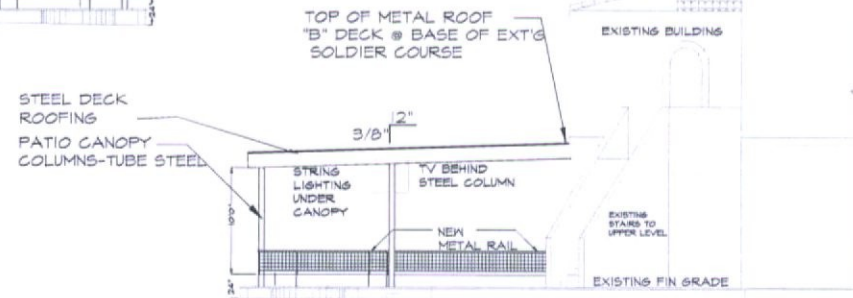 24"
TOP OF METAL ROOF
"B" DECK @ BASE OF EXT'G
SOLDIER COURSE
EXISTING BUILDING
STEEL DECK
ROOFING
12"
3/8"
PATIO CANOPY
COLUMNS-TUBE STEEL
STRING
LIGHTING
UNDER
CANOPY
TV BEHIND
STEEL COLUMN
NEW
METAL RAIL
EXISTING
STAIRS TO
UPPER LEVEL
24"
EXISTING FIN GRADE